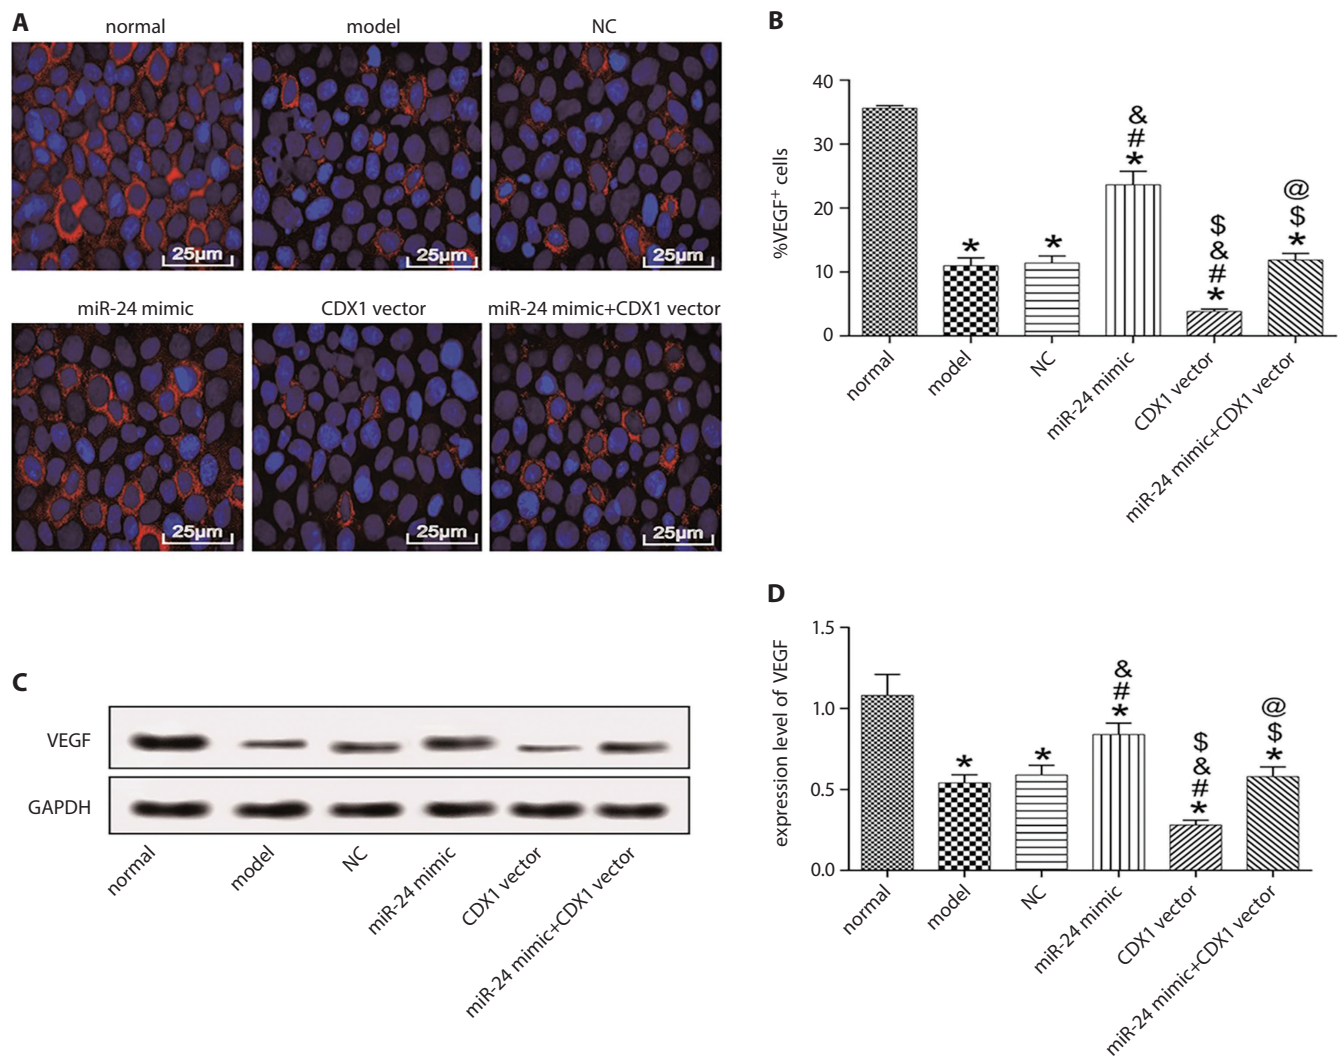 A
normal
model
NC
25µm
25µm
25µm
miR-24 mimic
CDX1 vector
miR-24 mimic+CDX1 vector
25µm
25µm
25µm
B
%VEGF+ cells
40
30
20
10
0
*
*
&
#
*
$
&
#
*
@
$
*
normal
model
NC
miR-24 mimic
CDX1 vector
miR-24 mimic+CDX1 vector
C
VEGF
GAPDH
normal
model
NC
miR-24 mimic
CDX1 vector
miR-24 mimic+CDX1 vector
D
expression level of VEGF
1.5
1.0
0.5
0.0
*
*
&
#
*
$
&
#
*
@
$
*
normal
model
NC
miR-24 mimic
CDX1 vector
miR-24 mimic+CDX1 vector